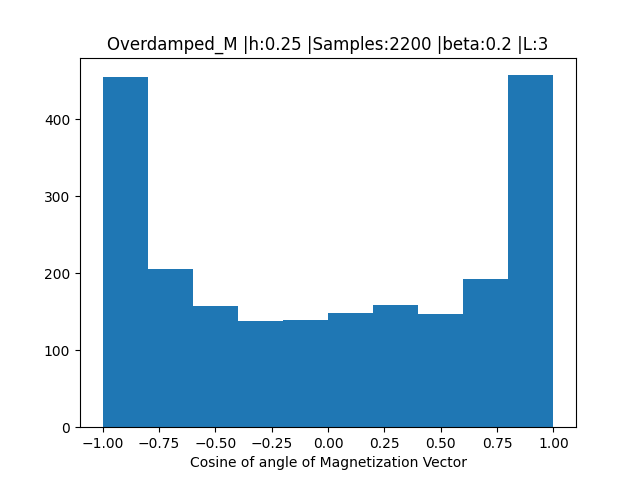 Overdamped_M |h:0.25 |Samples:2200 |beta:0.2 |L:3
400
300
200
100
0
−1.00 −0.75 −0.50 −0.25 0.00 0.25 0.50 0.75 1.00
Cosine of angle of Magnetization Vector